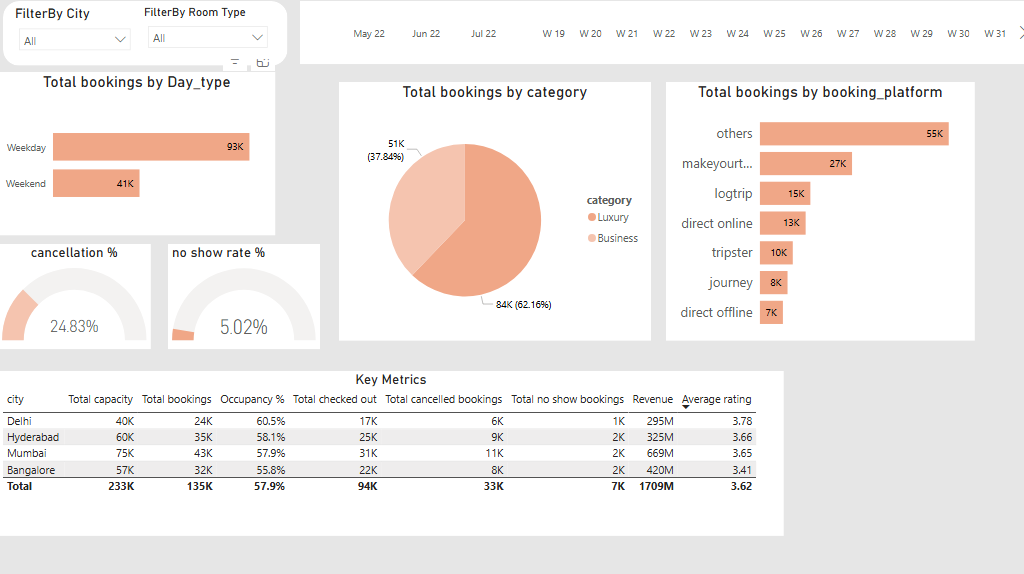 FilterBy City
FilterBy Room Type
All
All
May 22 Jun 22 Jul 22 W 19 W 20 W 21 W 22 W 23 W 24 W 25 W 26 W 27 W 28 W 29 W 30 W 31
Total bookings by Day_type
Weekday 93K
Weekend 41K
cancellation %
24.83%
no show rate %
5.02%
Total bookings by category
51K
(37.84%)
84K (62.16%)
category
Luxury
Business
Total bookings by booking_platform
others 55K
makeyourt... 27K
logtrip 15K
direct online 13K
tripster 10K
journey 8K
direct offline 7K
Key Metrics
city Total capacity Total bookings Occupancy % Total checked out Total cancelled bookings Total no show bookings Revenue Average rating
Delhi 40K 24K 60.5% 17K 6K 1K 295M 3.78
Hyderabad 60K 35K 58.1% 25K 9K 2K 325M 3.66
Mumbai 75K 43K 57.9% 31K 11K 2K 669M 3.65
Bangalore 57K 32K 55.8% 22K 8K 2K 420M 3.41
Total 233K 135K 57.9% 94K 33K 7K 1709M 3.62